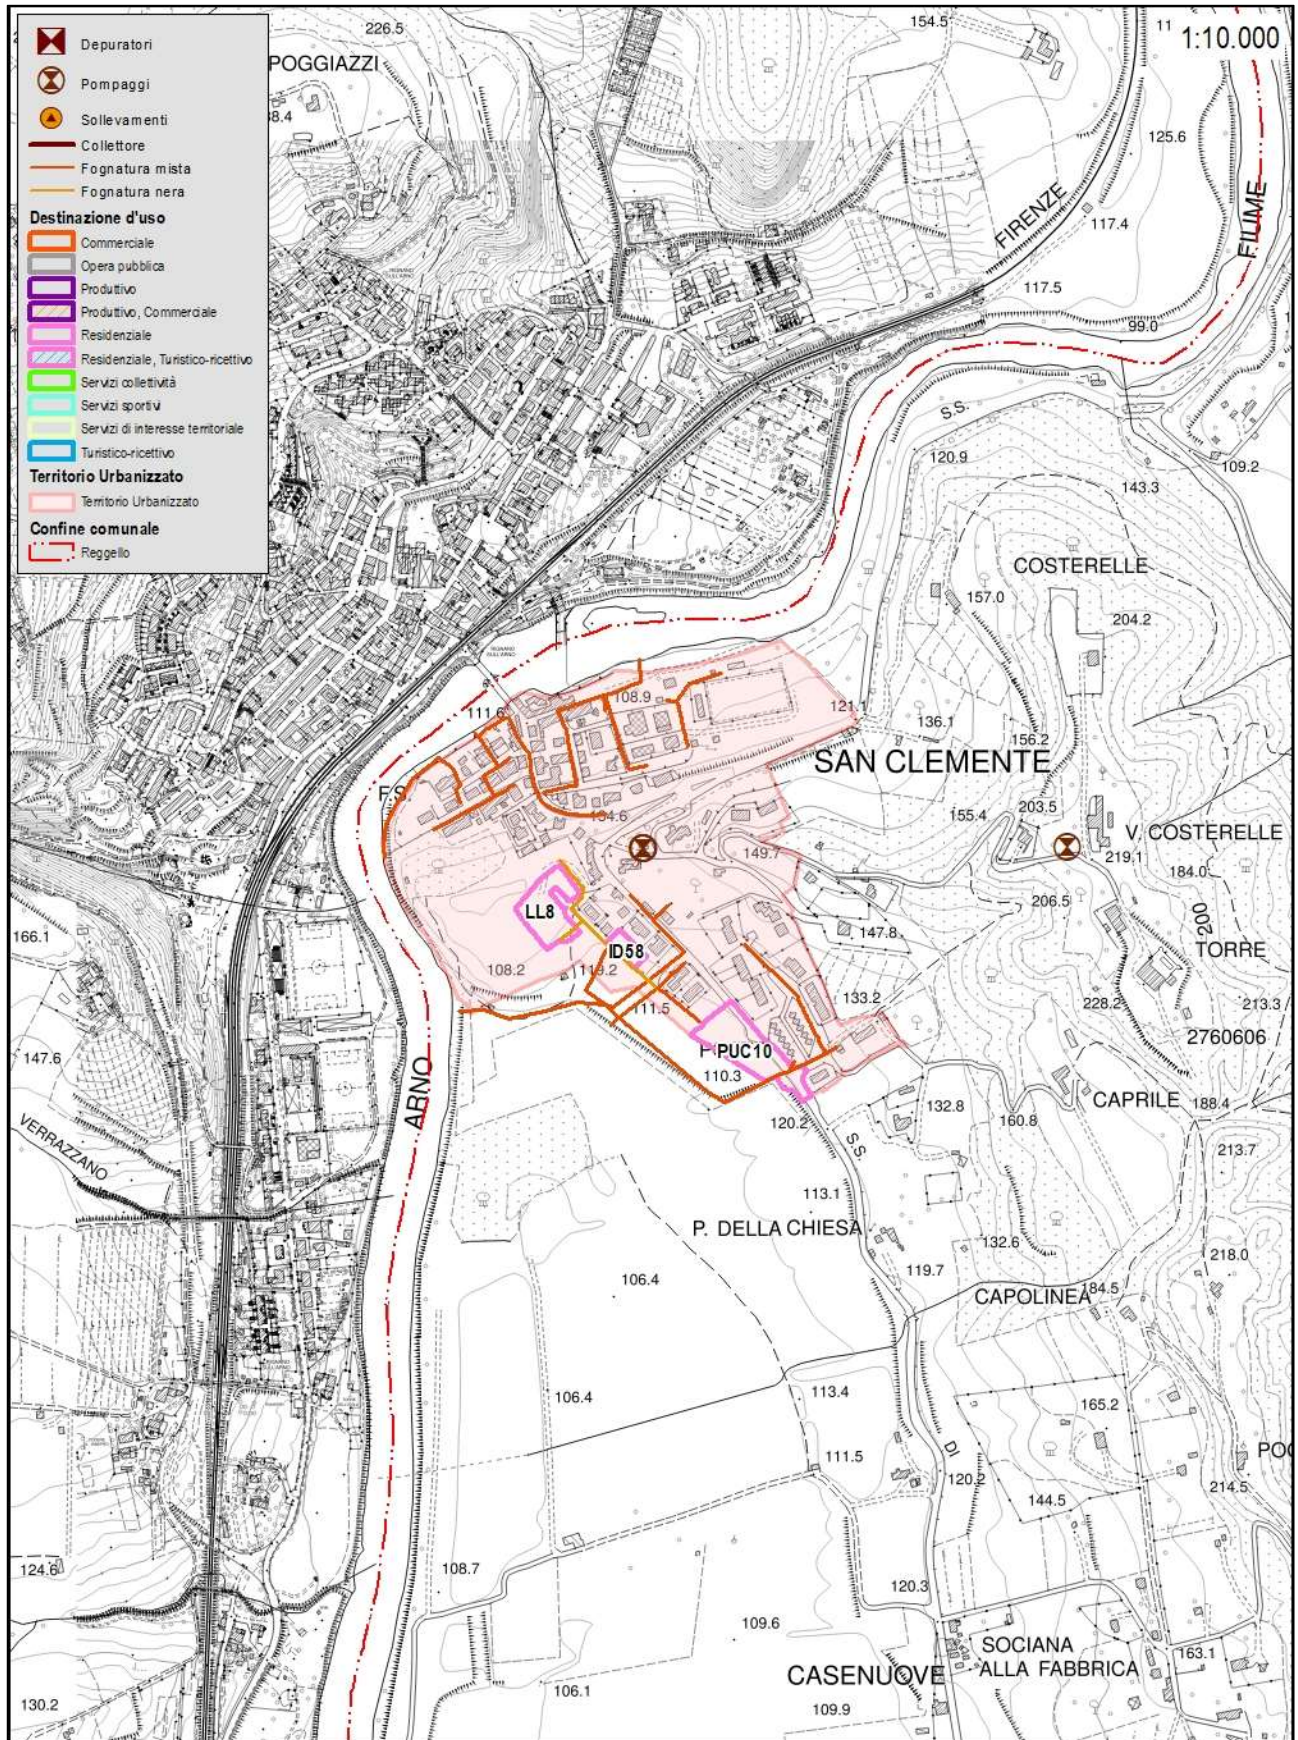 Depuratori
Pompaggi
Sollevamenti
Collettore
Fognatura mista
Fognatura nera
Destinazione d'uso
Commerciale
Opera pubblica
Produttivo
Produttivo, Commerciale
Residenziale
Residenziale, Turistico-ricettivo
Servizi collettività
Servizi sportivi
Servizi di interesse territoriale
Turistico-ricettivo
Territorio Urbanizzato
Territorio Urbanizzato
Confine comunale
Reggello
1:10.000
11
226.5
154.5
POGGIAZZI
125.6
FIRENZE
117.4
FIUME
117.5
99.0
S.S.
120.9
109.2
143.3
COSTERELLE
157.0
204.2
108.9
111.6
121.1
136.1
156.2
SAN CLEMENTE
F.S.
203.5
155.4
V. COSTERELLE
219.1
149.7
184.0
206.5
200
LL8
147.8
166.1
TORRE
ID58
108.2
119.2
133.2
228.2
213.3
111.5
2760606
147.6
PUC10
110.3
ARNO
132.8
CAPRILE
188.4
160.8
120.2
VERRAZZANO
S.S.
213.7
113.1
P. DELLA CHIESA
132.6
218.0
119.7
106.4
CAPOLINEA
184.5
106.4
113.4
165.2
DI
111.5
120.2
214.5
144.5
124.6
108.7
120.3
109.6
SOCIANA
ALLA FABBRICA
163.1
CASENUOVE
106.1
130.2
109.9